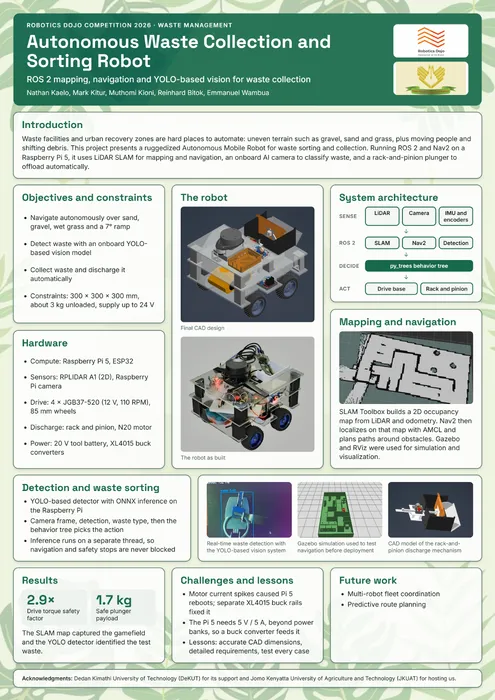 ROBOTICS DOJO COMPETITION 2026 · WASTE MANAGEMENT
Autonomous Waste Collection and
Sorting Robot
ROS 2 mapping, navigation and YOLO-based vision for waste collection
Nathan Kaelo, Mark Kitur, Muthomi Kioni, Reinhard Bitok, Emmanuel Wambua
Robotics Dojo
Introduction
Waste facilities and urban recovery zones are hard places to automate: uneven terrain such as gravel, sand and grass, plus moving people and
shifting debris. This project presents a ruggedized Autonomous Mobile Robot for waste sorting and collection. Running ROS 2 and Nav2 on a
Raspberry Pi 5, it uses LiDAR SLAM for mapping and navigation, an onboard AI camera to classify waste, and a rack-and-pinion plunger to
offload automatically.
Objectives and constraints
• Navigate autonomously over sand,
gravel, wet grass and a 7° ramp
• Detect waste with an onboard YOLO-
based vision model
• Collect waste and discharge it
automatically
• Constraints: 300 × 300 × 300 mm,
about 3 kg unloaded, supply up to 24 V
Hardware
• Compute: Raspberry Pi 5, ESP32
• Sensors: RPLIDAR A1 (2D), Raspberry
Pi camera
• Drive: 4 × JGB37-520 (12 V, 110 RPM),
85 mm wheels
• Discharge: rack and pinion, N20 motor
• Power: 20 V tool battery, XL4015 buck
converters
The robot
Final CAD design
The robot as built
System architecture
SENSE
LiDAR
Camera
IMU and
encoders
↓
ROS 2
SLAM
Nav2
Detection
↓
DECIDE
py_trees behavior tree
↓
ACT
Drive base
Rack and pinion
Mapping and navigation
SLAM Toolbox builds a 2D occupancy
map from LiDAR and odometry. Nav2 then
localizes on that map with AMCL and
plans paths around obstacles. Gazebo
and RViz were used for simulation and
visualization.
Detection and waste sorting
• YOLO-based detector with ONNX inference on
the Raspberry Pi
• Camera frame, detection, waste type, then the
behavior tree picks the action
• Inference runs on a separate thread, so
navigation and safety stops are never blocked
Real-time waste detection
with the YOLO-based vision system
Gazebo simulation used to test
navigation before deployment
CAD model of the rack-and-
pinion discharge mechanism
Results
2.9×
Drive torque safety
factor
1.7 kg
Safe plunger
payload
The SLAM map captured the gamefield
and the YOLO detector identified the test
waste.
Challenges and lessons
• Motor current spikes caused Pi 5
reboots; separate XL4015 buck rails
fixed it
• The Pi 5 needs 5 V / 5 A, beyond power
banks, so a buck converter feeds it
• Lessons: accurate CAD dimensions,
detailed requirements, test every case
Future work
• Multi-robot fleet coordination
• Predictive route planning
Acknowledgments: Dedan Kimathi University of Technology (DeKUT) for its support and Jomo Kenyatta University of Agriculture and Technology (JKUAT) for hosting us.